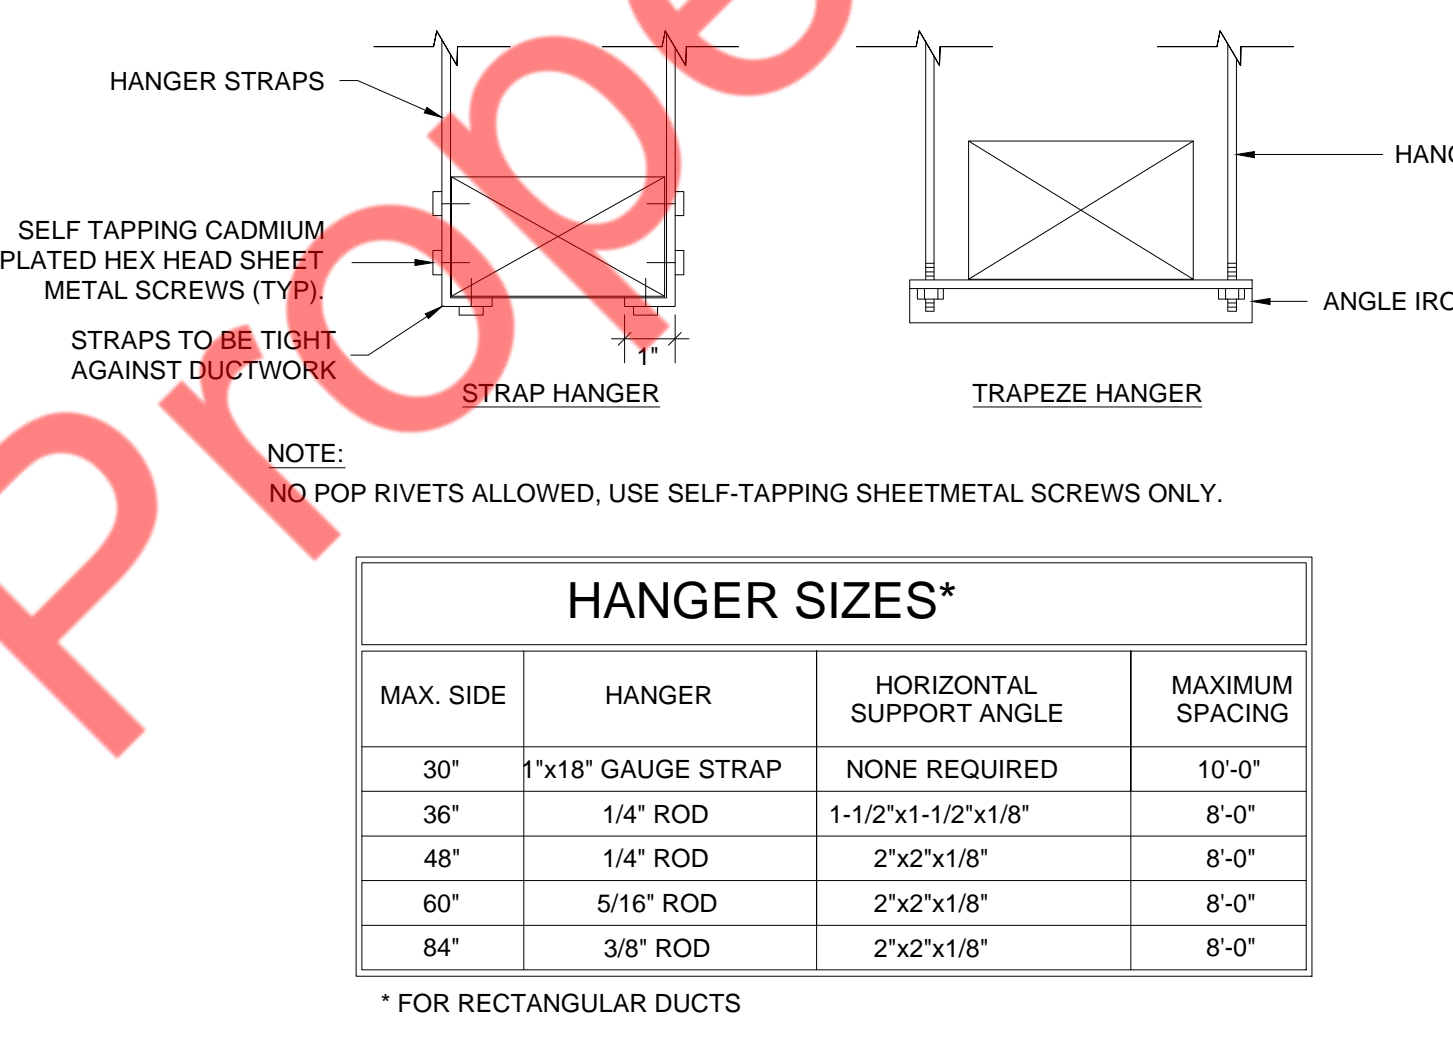 HANGER STRAPS
SELF TAPPING CADMIUM
PLATED HEX HEAD SHEET
METAL SCREWS (TYP).
STRAPS TO BE TIGHT
AGAINST DUCTWORK
1"
STRAP HANGER
HANG
ANGLE IRO
TRAPEZE HANGER
NOTE:
NO POP RIVETS ALLOWED, USE SELF-TAPPING SHEETMETAL SCREWS ONLY.
HANGER SIZES*
MAX. SIDE HANGER HORIZONTAL SUPPORT ANGLE MAXIMUM SPACING
30" 1"x18" GAUGE STRAP NONE REQUIRED 10'-0"
36" 1/4" ROD 1-1/2"x1-1/2"x1/8" 8'-0"
48" 1/4" ROD 2"x2"x1/8" 8'-0"
60" 5/16" ROD 2"x2"x1/8" 8'-0"
84" 3/8" ROD 2"x2"x1/8" 8'-0"
* FOR RECTANGULAR DUCTS
Prope